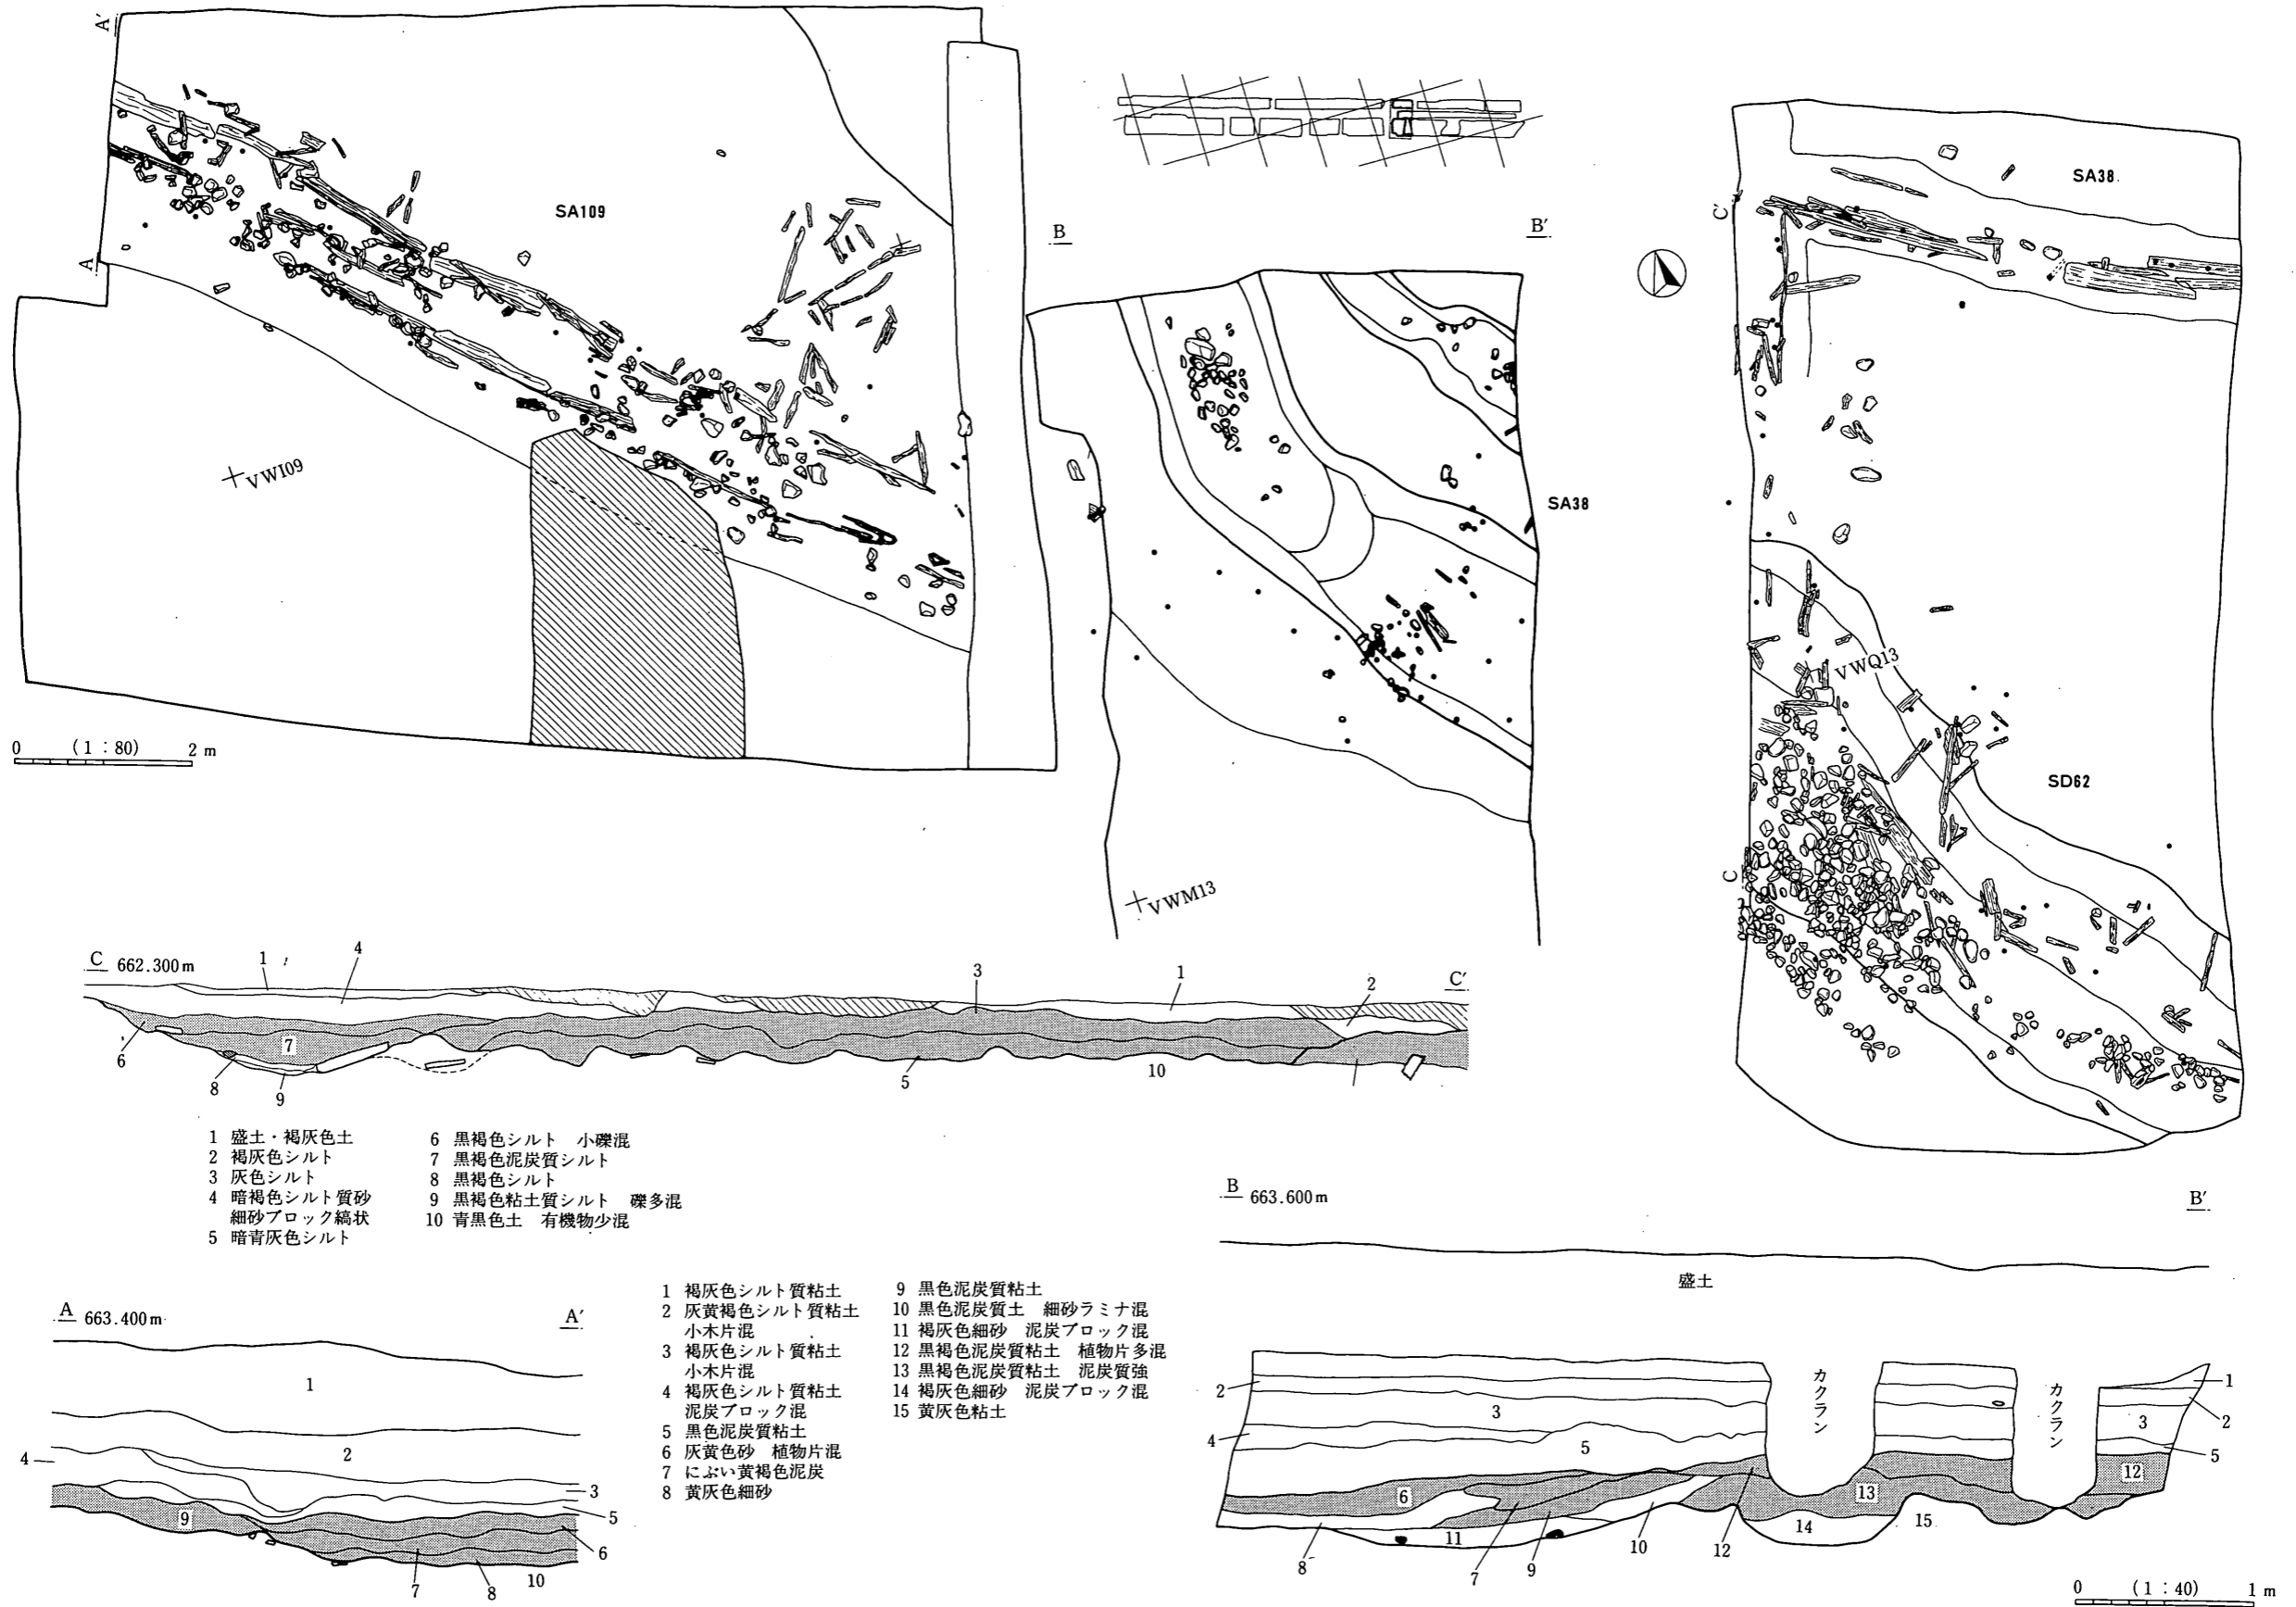 A′
A
SA109
VWI09
0 (1:80) 2 m
B
B′
SA38
VWM13
C′
SA38
VWQ13
SD62
C
C 662.300m
C′
1
4
3
1
2
6
7
8
9
5
10
1 盛土・褐灰色土
2 褐灰色シルト
3 灰色シルト
4 暗褐色シルト質砂
細砂ブロック縞状
5 暗青灰色シルト
6 黒褐色シルト 小礫混
7 黒褐色泥炭質シルト
8 黒褐色シルト
9 黒褐色粘土質シルト 礫多混
10 青黒色土 有機物少混
A 663.400m
A′
1
2
4
3
5
9
6
7
8
10
1 褐灰色シルト質粘土
2 灰黄褐色シルト質粘土
小木片混
3 褐灰色シルト質粘土
小木片混
4 褐灰色シルト質粘土
泥炭ブロック混
5 黒色泥炭質粘土
6 灰黄色砂 植物片混
7 にぶい黄褐色泥炭
8 黄灰色細砂
9 黒色泥炭質粘土
10 黒色泥炭質土 細砂ラミナ混
11 褐灰色細砂 泥炭ブロック混
12 黒褐色泥炭質粘土 植物片多混
13 黒褐色泥炭質粘土 泥炭質強
14 褐灰色細砂 泥炭ブロック混
15 黄灰色粘土
B 663.600m
B′
盛土
カクラン
カクラン
2
3
4
5
1
2
3
5
6
12
13
14
15
11
8
7
9
10
12
0 (1:40) 1 m